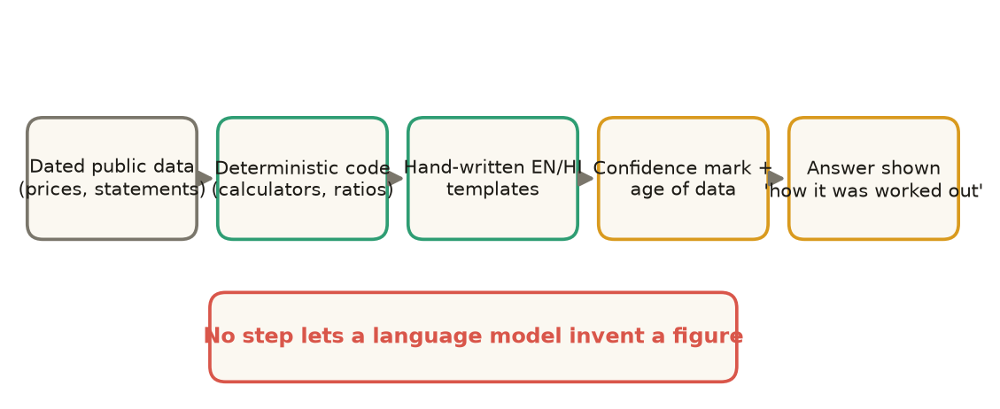 Dated public data
(prices, statements)
Deterministic code
(calculators, ratios)
Hand-written EN/HI
templates
Confidence mark +
age of data
Answer shown
'how it was worked out'
No step lets a language model invent a figure